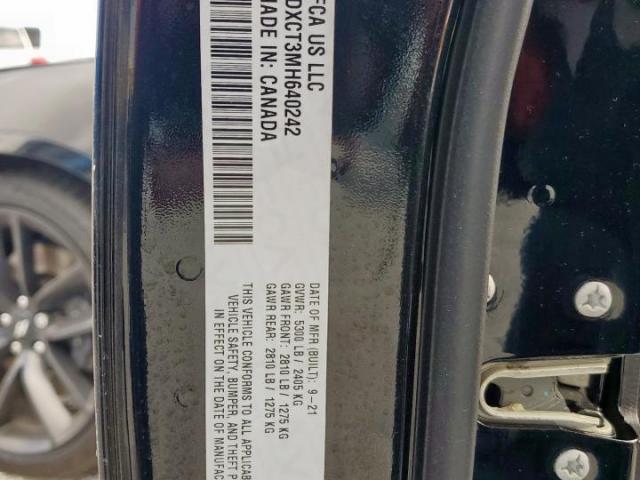 FCA US LLC
DXCT3MH640242
MADE IN: CANADA
DATE OF MFR (BUILT): 9-21
GVWR: 5300 LB / 2405 KG
GAWR FRONT: 2810 LB / 1275 KG
GAWR REAR: 2810 LB / 1275 KG
THIS VEHICLE CONFORMS TO ALL APPLICAB
VEHICLE SAFETY, BUMPER, AND THEFT P
IN EFFECT ON THE DATE OF MANUFAC